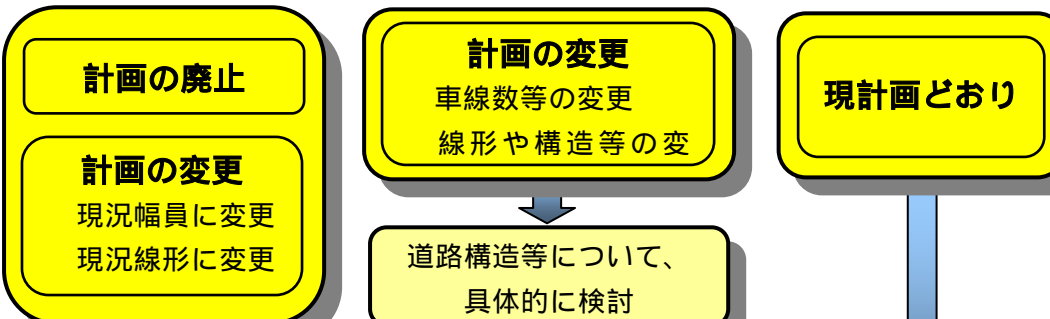 計画の廃止
計画の変更
現況幅員に変更
現況線形に変更
計画の変更
車線数等の変更
線形や構造等の変
道路構造等について、
具体的に検討
現計画どおり